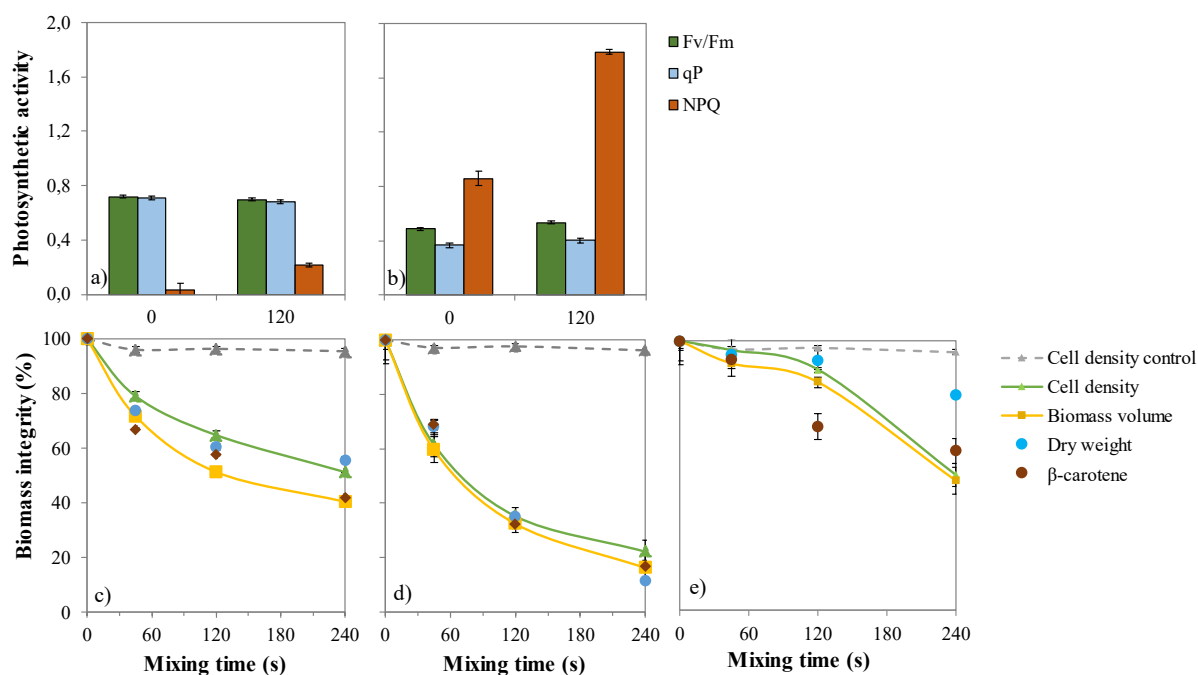 Photosynthetic activity
2,0
1,6
1,2
0,8
0,4
0,0
a)
0
120
b)
0
120
Fv/Fm
qP
NPQ
Biomass integrity (%)
100
80
60
40
20
0
c)
0 60 120 180 240
Mixing time (s)
d)
0 60 120 180 240
Mixing time (s)
e)
0 60 120 180 240
Mixing time (s)
Cell density control
Cell density
Biomass volume
Dry weight
β-carotene